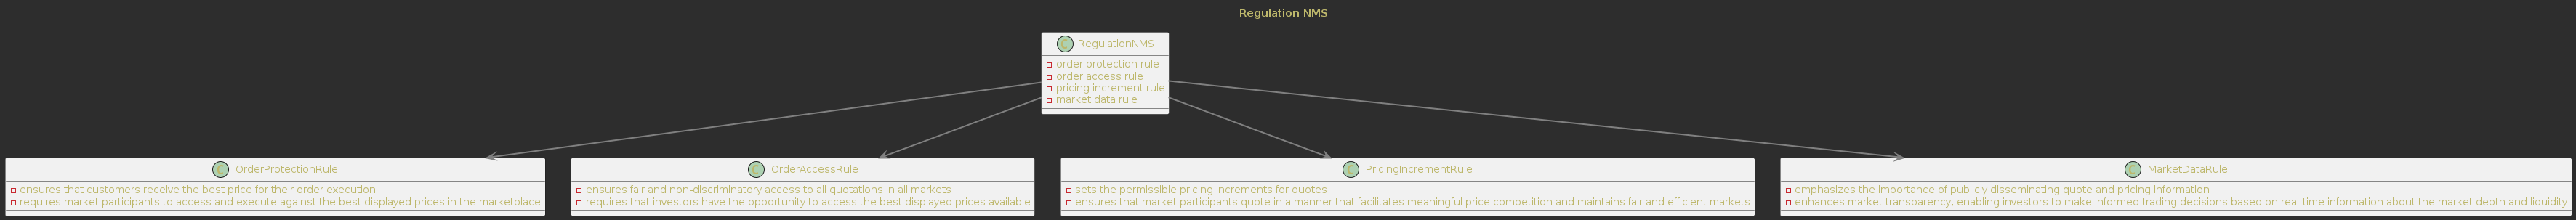 Regulation NMS
C RegulationNMS
order protection rule
order access rule
pricing increment rule
market data rule
C OrderProtectionRule
ensures that customers receive the best price for their order execution
requires market participants to access and execute against the best displayed prices in the marketplace
C OrderAccessRule
ensures fair and non-discriminatory access to all quotations in all markets
requires that investors have the opportunity to access the best displayed prices available
C PricingIncrementRule
sets the permissible pricing increments for quotes
ensures that market participants quote in a manner that facilitates meaningful price competition and maintains fair and efficient markets
C MarketDataRule
emphasizes the importance of publicly disseminating quote and pricing information
enhances market transparency, enabling investors to make informed trading decisions based on real-time information about the market depth and liquidity